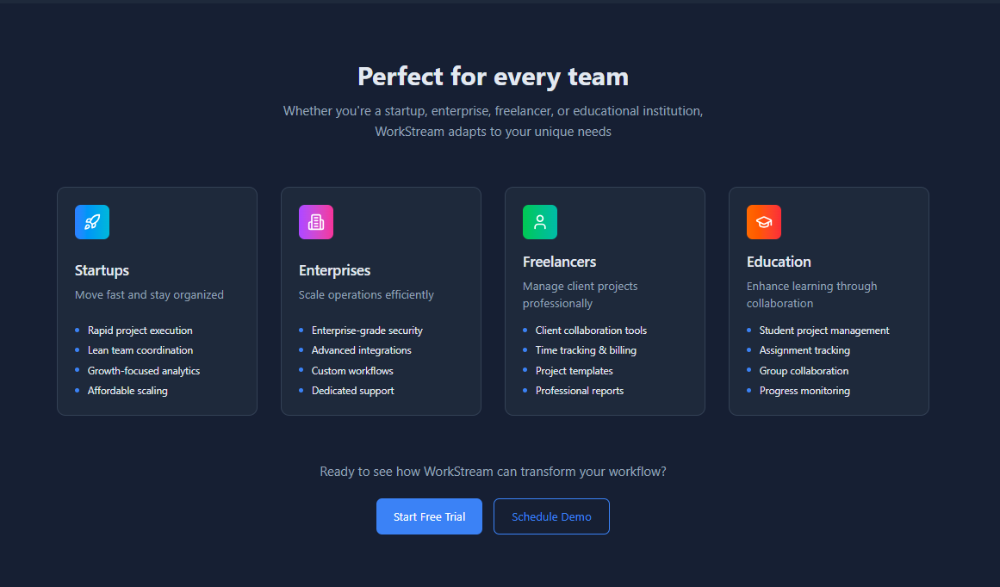 Perfect for every team
Whether you're a startup, enterprise, freelancer, or educational institution,
WorkStream adapts to your unique needs
Startups
Move fast and stay organized
Rapid project execution
Lean team coordination
Growth-focused analytics
Affordable scaling
Enterprises
Scale operations efficiently
Enterprise-grade security
Advanced integrations
Custom workflows
Dedicated support
Freelancers
Manage client projects
professionally
Client collaboration tools
Time tracking & billing
Project templates
Professional reports
Education
Enhance learning through
collaboration
Student project management
Assignment tracking
Group collaboration
Progress monitoring
Ready to see how WorkStream can transform your workflow?
Start Free Trial
Schedule Demo